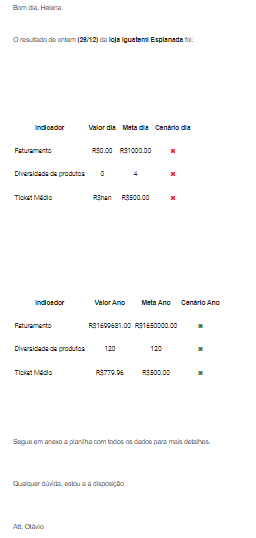 Bom dia, Helena
O resultado de ontem (26/12) da loja Iguatemi Esplanada foi:
Indicador Valor dia Meta dia Cenário dia
Faturamento R$0.00 R$1000.00
Diversidade de produtos 0 4
Ticket Médio R$nan R$500.00
Indicador Valor Ano Meta Ano Cenário Ano
Faturamento R$1699681.00 R$1650000.00
Diversidade de produtos 120 120
Ticket Médio R$779.96 R$500.00
Segue em anexo a planilha com todos os dados para mais detalhes.
Qualquer dúvida, estou a a disposição
Att. Otávio